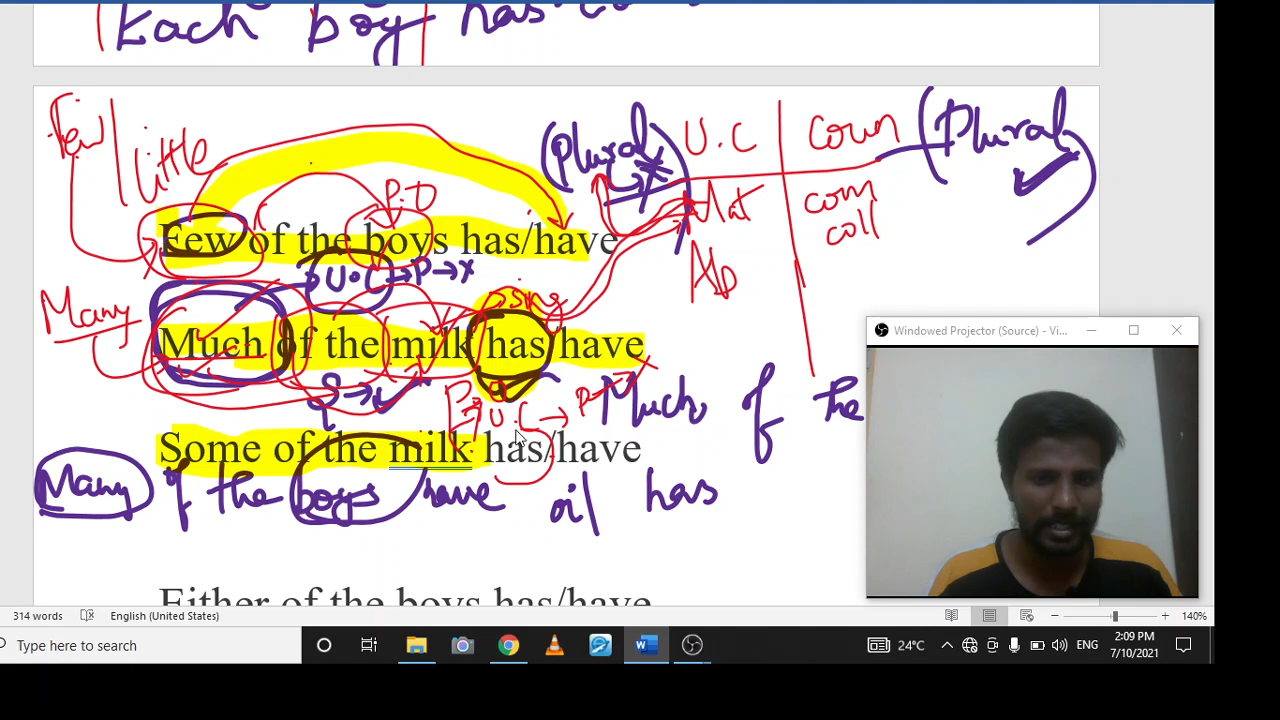 Each boy has
Few Little (Plural U.C Coun (Plural
P.D Mat com
coll
Few of the boys has/have
U.C → P → x Ab
Many sing
Much of the milk has/have
S → ✓ U.C → P → x Much of the
Some of the milk has/have
Many of the boys have oil has
Either of the boys has/have
Windowed Projector (Source) - Vi...
314 words English (United States) 140%
Type here to search 24°C ENG 2:09 PM
7/10/2021